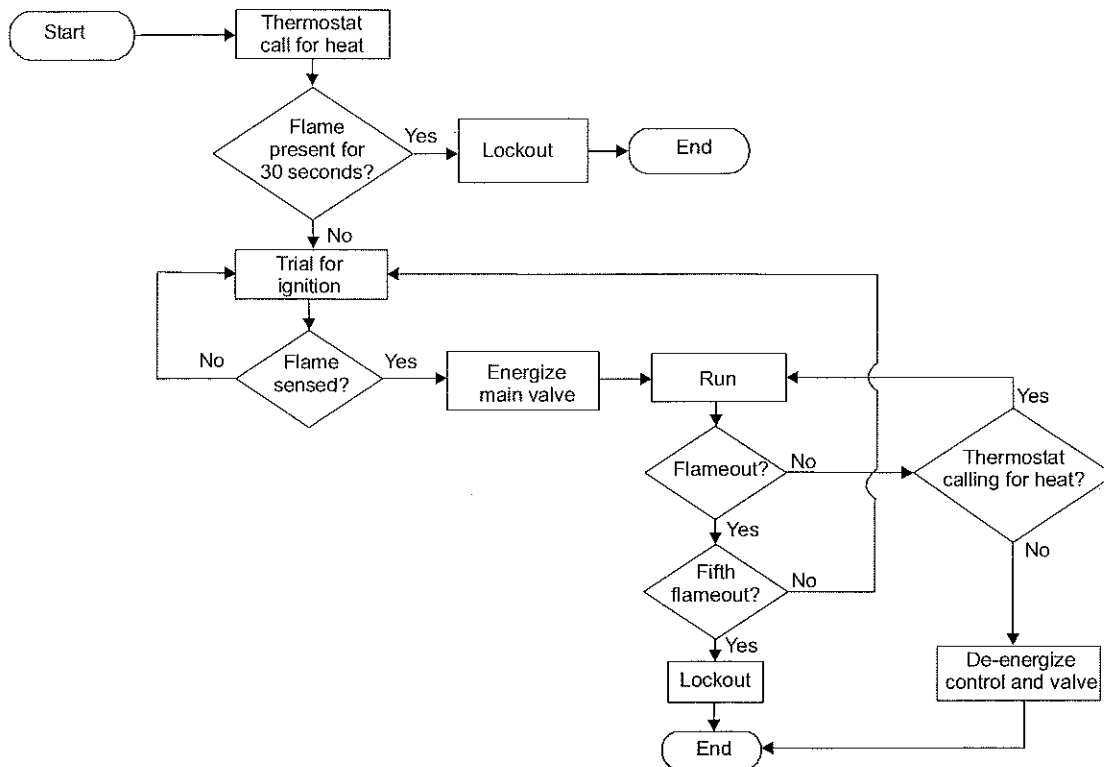 Start
Thermostat
call for heat
Flame
present for
30 seconds?
Yes
Lockout
End
No
Trial for
ignition
No
Flame
sensed?
Yes
Energize
main valve
Run
Yes
Flameout?
No
Thermostat
calling for heat?
Yes
No
Fifth
flameout?
No
Yes
Lockout
De-energize
control and valve
End